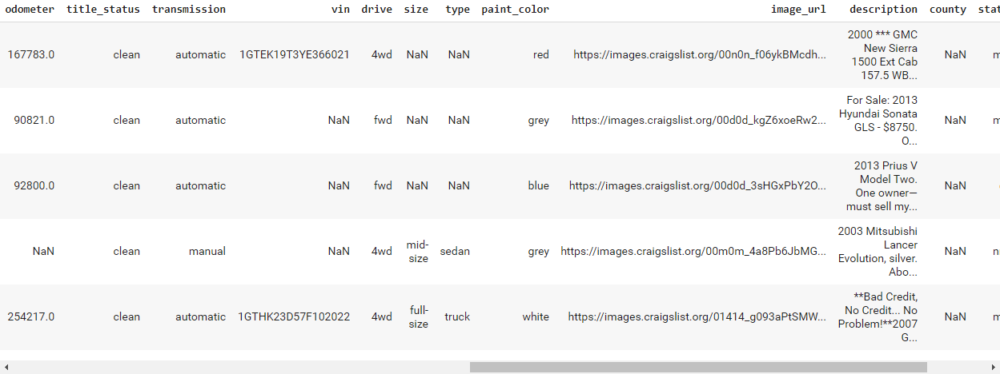 odometer title_status transmission vin drive size type paint_color image_url description county stat
167783.0 clean automatic 1GTEK19T3YE366021 4wd NaN NaN red https://images.craigslist.org/00n0n_f06ykBMcdh... 2000 *** GMC
New Sierra
1500 Ext Cab
157.5 WB... NaN m
90821.0 clean automatic NaN fwd NaN NaN grey https://images.craigslist.org/00d0d_kgZ6xoeRw2... For Sale: 2013
Hyundai Sonata
GLS - $8750.
O... NaN m
92800.0 clean automatic NaN fwd NaN NaN blue https://images.craigslist.org/00d0d_3sHGxPbY2O... 2013 Prius V
Model Two.
One owner—
must sell my... NaN
NaN clean manual NaN 4wd mid-
size sedan grey https://images.craigslist.org/00m0m_4a8Pb6JbMG... 2003 Mitsubishi
Lancer
Evolution, silver.
Abo... NaN n
254217.0 clean automatic 1GTHK23D57F102022 4wd full-
size truck white https://images.craigslist.org/01414_g093aPtSMW... **Bad Credit,
No Credit... No
Problem!**2007
G... NaN m